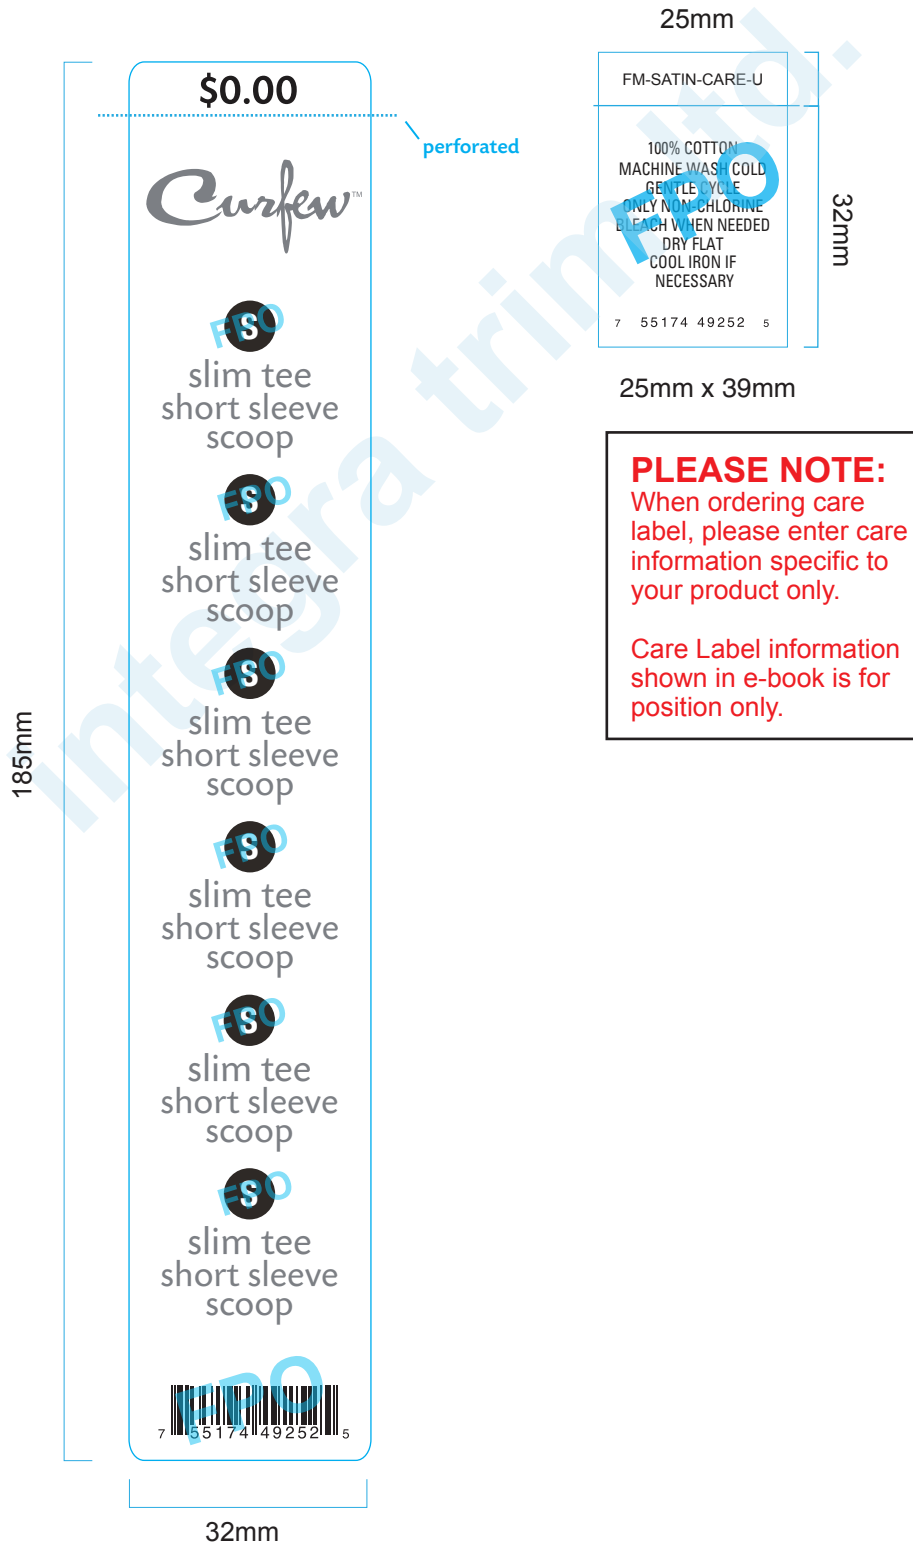 $0.00
perforated
Curfew™
FPO
S
slim tee
short sleeve
scoop
FPO
S
slim tee
short sleeve
scoop
FPO
S
slim tee
short sleeve
scoop
FPO
S
slim tee
short sleeve
scoop
FPO
S
slim tee
short sleeve
scoop
FPO
S
slim tee
short sleeve
scoop
FPO
7 55174 49252 5
185mm
32mm
25mm
FM-SATIN-CARE-U
100% COTTON
MACHINE WASH COLD
GENTLE CYCLE
ONLY NON-CHLORINE
BLEACH WHEN NEEDED
DRY FLAT
COOL IRON IF
NECESSARY
FPO
7 55174 49252 5
32mm
25mm x 39mm
PLEASE NOTE:
When ordering care
label, please enter care
information specific to
your product only.
Care Label information
shown in e-book is for
position only.
integra trim ltd.